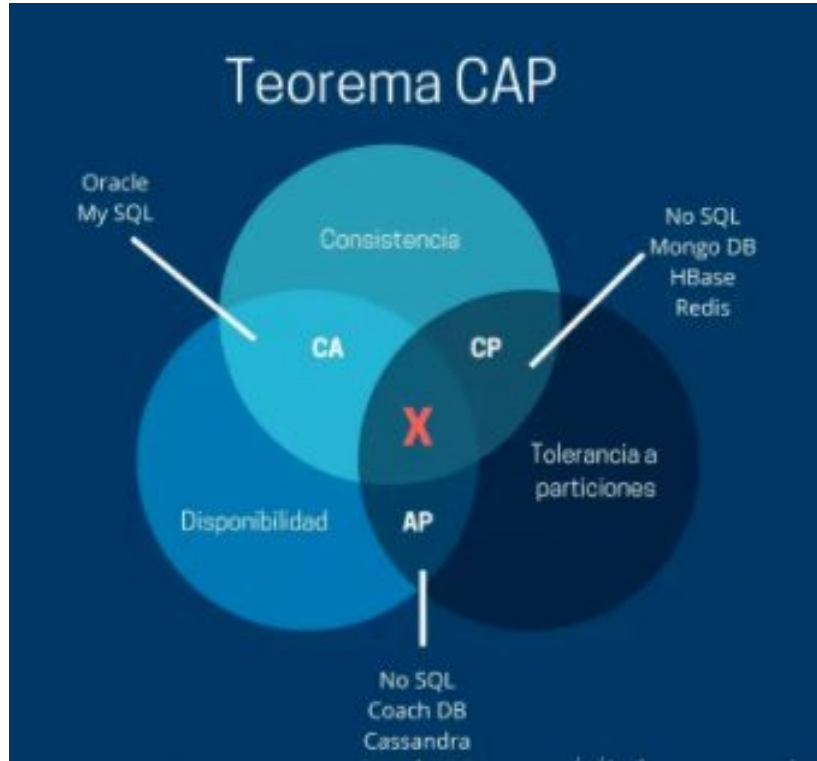 Teorema CAP
Oracle
My SQL
Consistencia
No SQL
Mongo DB
HBase
Redis
CA
CP
X
Tolerancia a
particiones
Disponibilidad
AP
No SQL
Coach DB
Cassandra